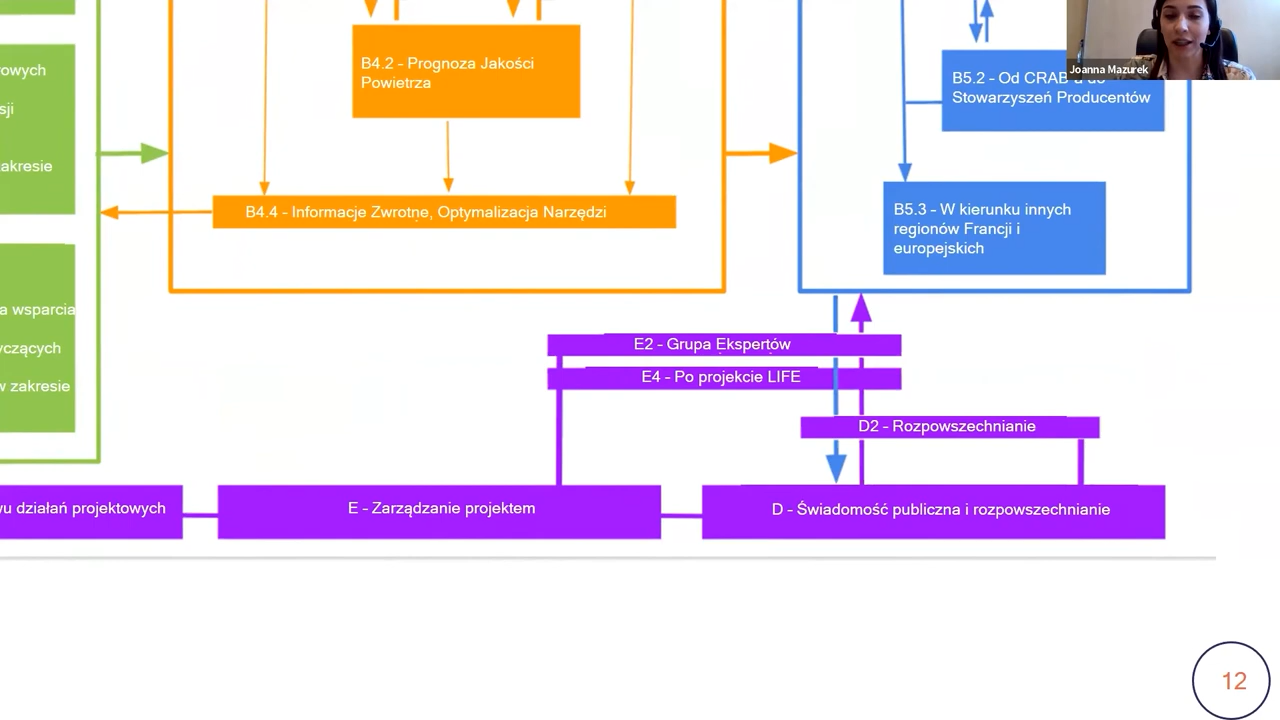 owych
sji
zakresie
a wsparcia
yczących
w zakresie
B4.2 - Prognoza Jakości
Powietrza
B4.4 - Informacje Zwrotne, Optymalizacja Narzędzi
Joanna Mazurek
B5.2 - Od CRAB
Stowarzyszeń Producentów
B5.3 - W kierunku innych
regionów Francji i
europejskich
E2 - Grupa Ekspertów
E4 - Po projekcie LIFE
D2 - Rozpowszechnianie
wu działań projektowych
E - Zarządzanie projektem
D - Świadomość publiczna i rozpowszechnianie
12